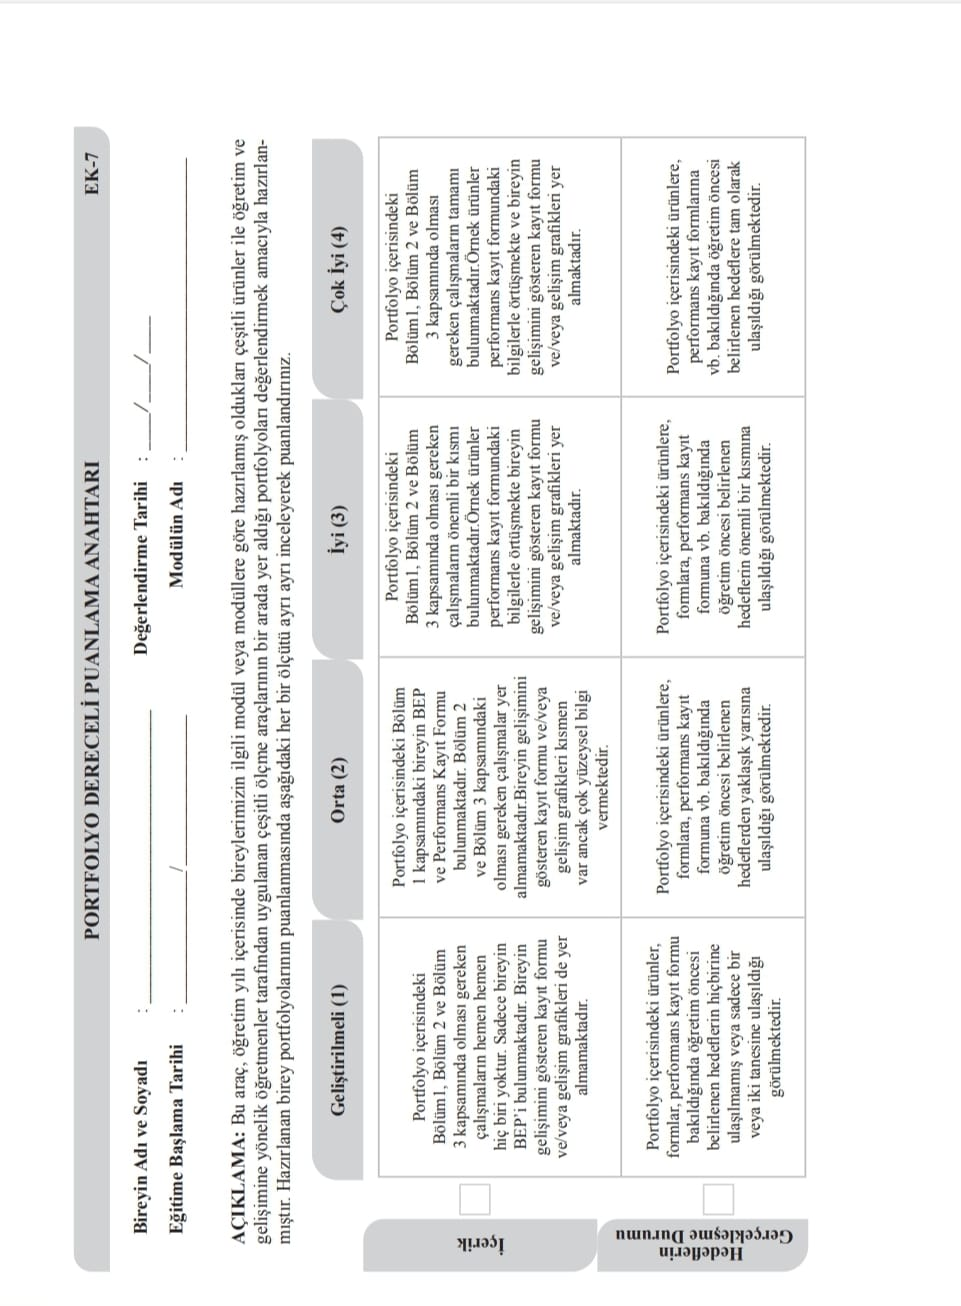 PORTFOLYO DERECELİ PUANLAMA ANAHTARI
EK-7
Bireyin Adı ve Soyadı : ______________________
Değerlendirme Tarihi : ___/___/___
Eğitime Başlama Tarihi : __________/__________
Modülün Adı : ______________________
AÇIKLAMA: Bu araç, öğretim yılı içerisinde bireylerimizin ilgili modül veya modüllere göre hazırlamış oldukları çeşitli ürünler ile öğretim ve
gelişimine yönelik öğretmenler tarafından uygulanan çeşitli ölçme araçlarının bir arada yer aldığı portfolyoları değerlendirmek amacıyla hazırlan-
mıştır. Hazırlanan birey portfolyolarının puanlanmasında aşağıdaki her bir ölçütü ayrı ayrı inceleyerek puanlandırınız.
Geliştirilmeli (1)
Orta (2)
İyi (3)
Çok İyi (4)
İçerik
Portfolyo içerisindeki
Bölüm1, Bölüm 2 ve Bölüm
3 kapsamında olması gereken
çalışmaların hemen hemen
hiç biri yoktur. Sadece bireyin
BEP’i bulunmaktadır. Bireyin
gelişimini gösteren kayıt formu
ve/veya gelişim grafikleri de yer
almamaktadır.
Portfolyo içerisindeki Bölüm
1 kapsamındaki bireyin BEP
ve Performans Kayıt Formu
bulunmaktadır. Bölüm 2
ve Bölüm 3 kapsamındaki
olması gereken çalışmalar yer
almamaktadır.Bireyin gelişimini
gösteren kayıt formu ve/veya
gelişim grafikleri kısmen
var ancak çok yüzeysel bilgi
vermektedir.
Portfolyo içerisindeki
Bölüm1, Bölüm 2 ve Bölüm
3 kapsamında olması gereken
çalışmaların önemli bir kısmı
bulunmaktadır.Örnek ürünler
performans kayıt formundaki
bilgilerle örtüşmekte bireyin
gelişimini gösteren kayıt formu
ve/veya gelişim grafikleri yer
almaktadır.
Portfolyo içerisindeki
Bölüm1, Bölüm 2 ve Bölüm
3 kapsamında olması
gereken çalışmaların tamamı
bulunmaktadır.Örnek ürünler
performans kayıt formundaki
bilgilerle örtüşmekte ve bireyin
gelişimini gösteren kayıt formu
ve/veya gelişim grafikleri yer
almaktadır.
Hedeflerin
Gerçekleşme Durumu
Portfolyo içerisindeki ürünler,
formlar, performans kayıt formu
bakıldığında öğretim öncesi
belirlenen hedeflerin hiçbirine
ulaşılmamış veya sadece bir
veya iki tanesine ulaşıldığı
görülmektedir.
Portfolyo içerisindeki ürünlere,
formlara, performans kayıt
formuna vb. bakıldığında
öğretim öncesi belirlenen
hedeflerden yaklaşık yarısına
ulaşıldığı görülmektedir.
Portfolyo içerisindeki ürünlere,
formlara, performans kayıt
formuna vb. bakıldığında
öğretim öncesi belirlenen
hedeflerin önemli bir kısmına
ulaşıldığı görülmektedir.
Portfolyo içerisindeki ürünlere,
performans kayıt formlarına
vb. bakıldığında öğretim öncesi
belirlenen hedeflere tam olarak
ulaşıldığı görülmektedir.